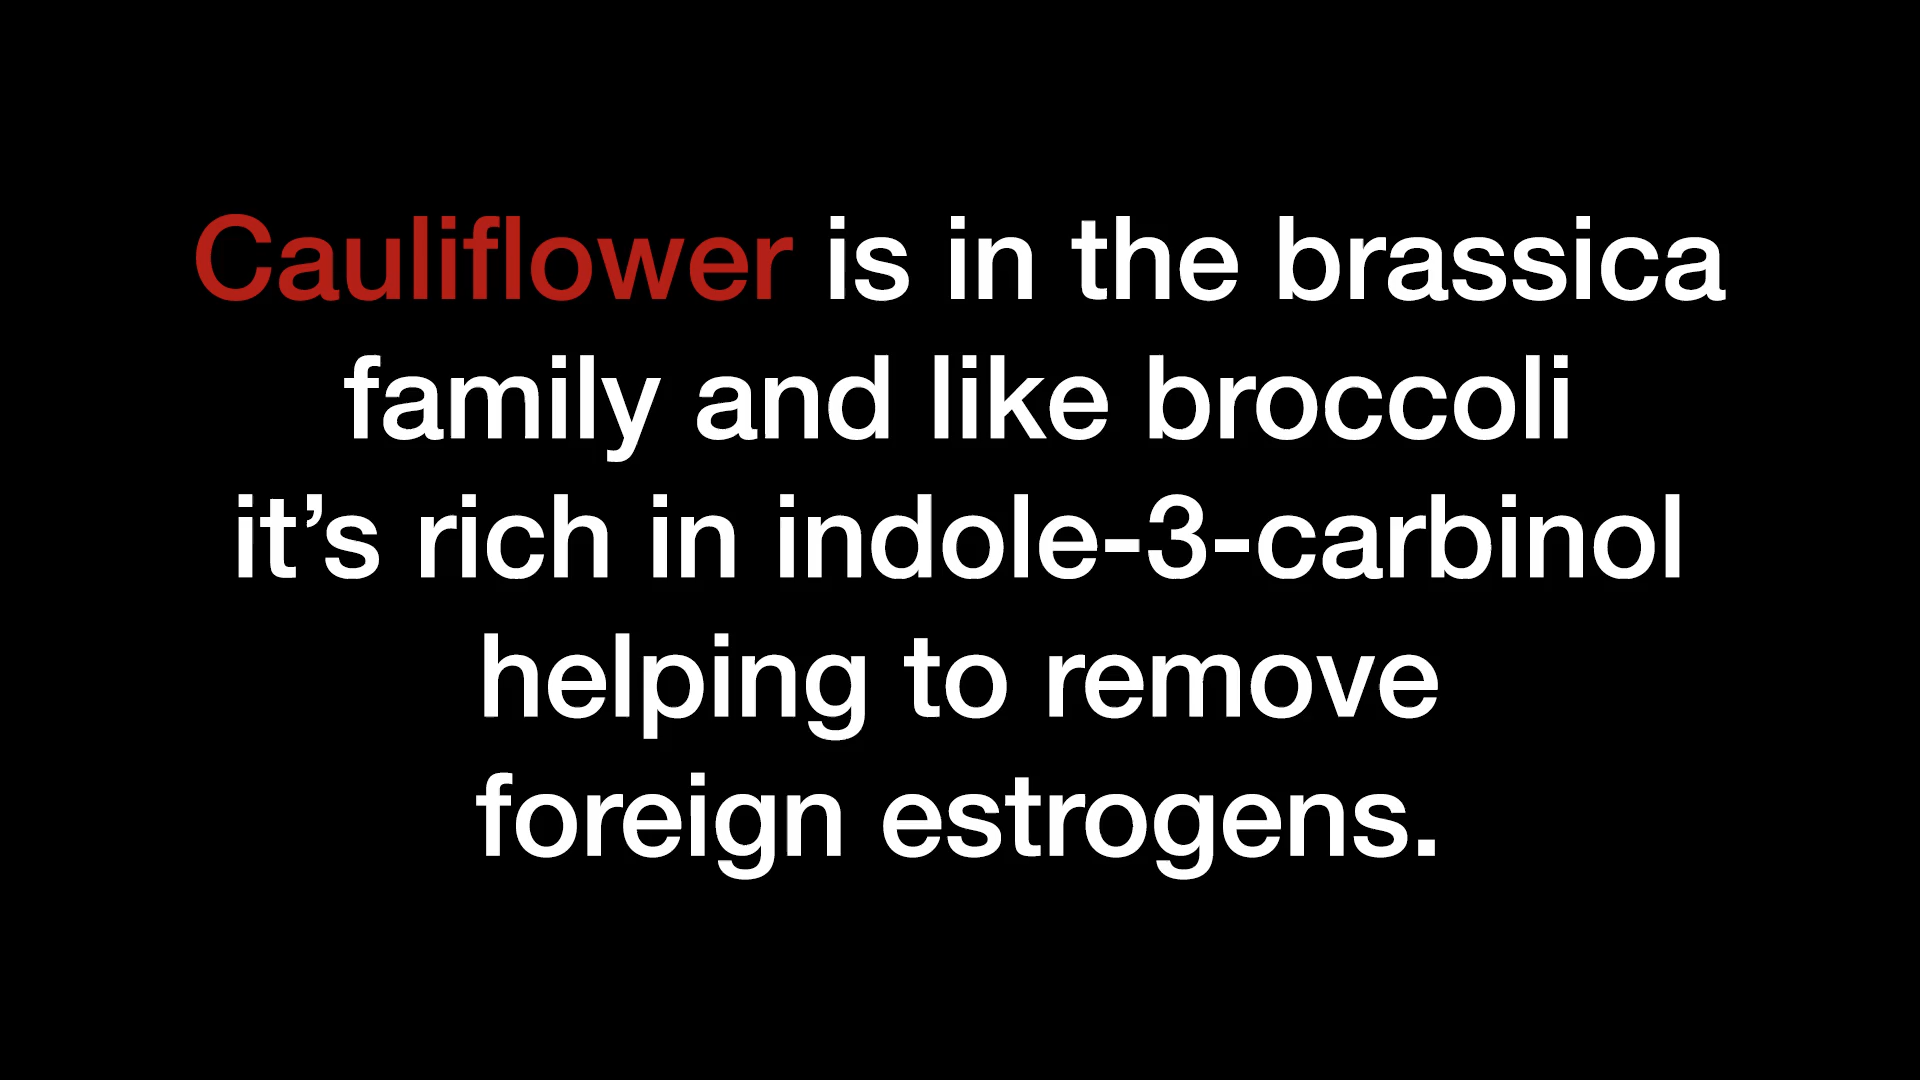 Cauliflower is in the brassica
family and like broccoli
it’s rich in indole-3-carbinol
helping to remove
foreign estrogens.